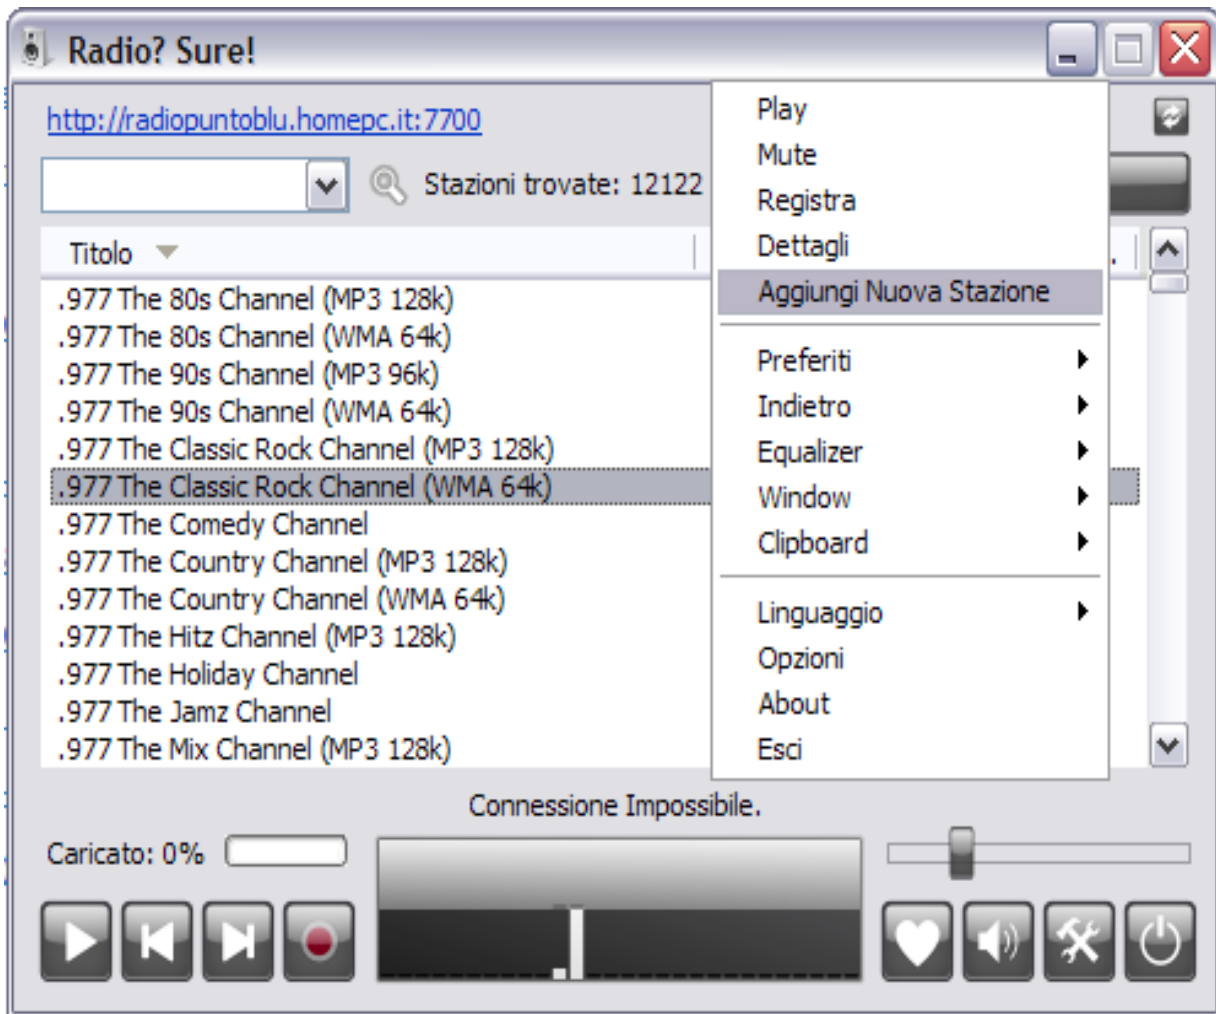 Radio? Sure!
http://radiopuntoblu.homepc.it:7700
Stazioni trovate: 12122
Titolo
.977 The 80s Channel (MP3 128k)
.977 The 80s Channel (WMA 64k)
.977 The 90s Channel (MP3 96k)
.977 The 90s Channel (WMA 64k)
.977 The Classic Rock Channel (MP3 128k)
.977 The Classic Rock Channel (WMA 64k)
.977 The Comedy Channel
.977 The Country Channel (MP3 128k)
.977 The Country Channel (WMA 64k)
.977 The Hitz Channel (MP3 128k)
.977 The Holiday Channel
.977 The Jamz Channel
.977 The Mix Channel (MP3 128k)
Play
Mute
Registra
Dettagli
Aggiungi Nuova Stazione
Preferiti
Indietro
Equalizer
Window
Clipboard
Linguaggio
Opzioni
About
Esci
Connessione Impossibile.
Caricato: 0%